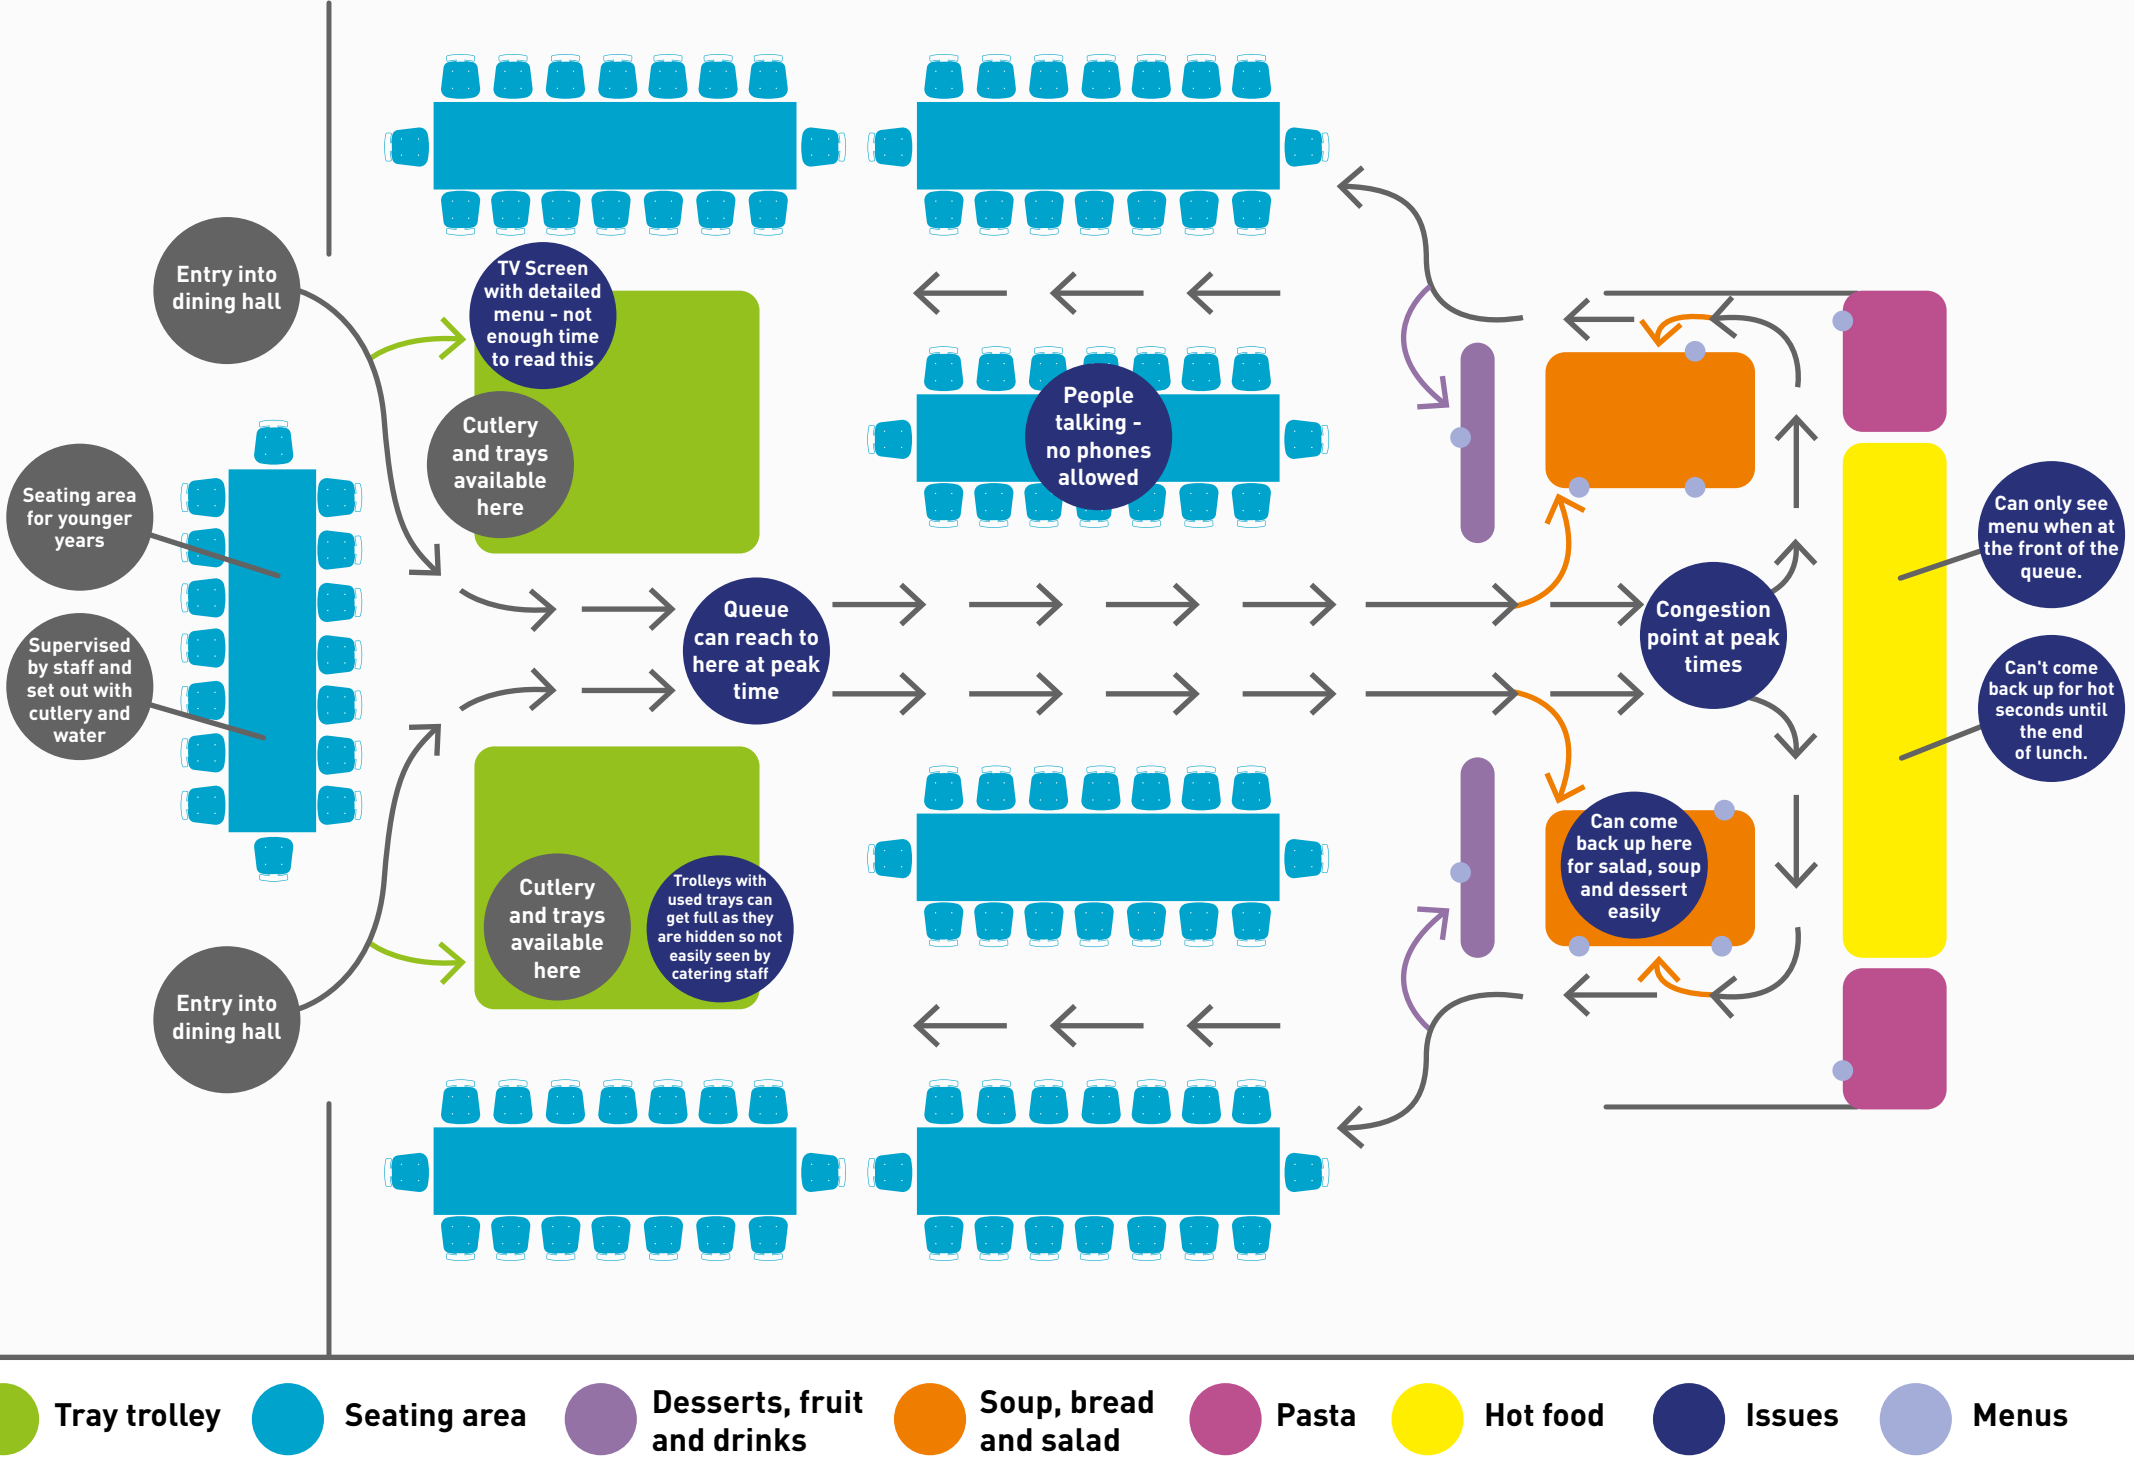 Entry into
dining hall
TV Screen
with detailed
menu - not
enough time
to read this
Cutlery
and trays
available
here
People
talking -
no phones
allowed
Seating area
for younger
years
Supervised
by staff and
set out with
cutlery and
water
Queue
can reach to
here at peak
time
Congestion
point at peak
times
Can only see
menu when at
the front of the
queue.
Can't come
back up for hot
seconds until
the end
of lunch.
Can come
back up here
for salad, soup
and dessert
easily
Cutlery
and trays
available
here
Trolleys with
used trays can
get full as they
are hidden so not
easily seen by
catering staff
Entry into
dining hall
Tray trolley
Seating area
Desserts, fruit
and drinks
Soup, bread
and salad
Pasta
Hot food
Issues
Menus